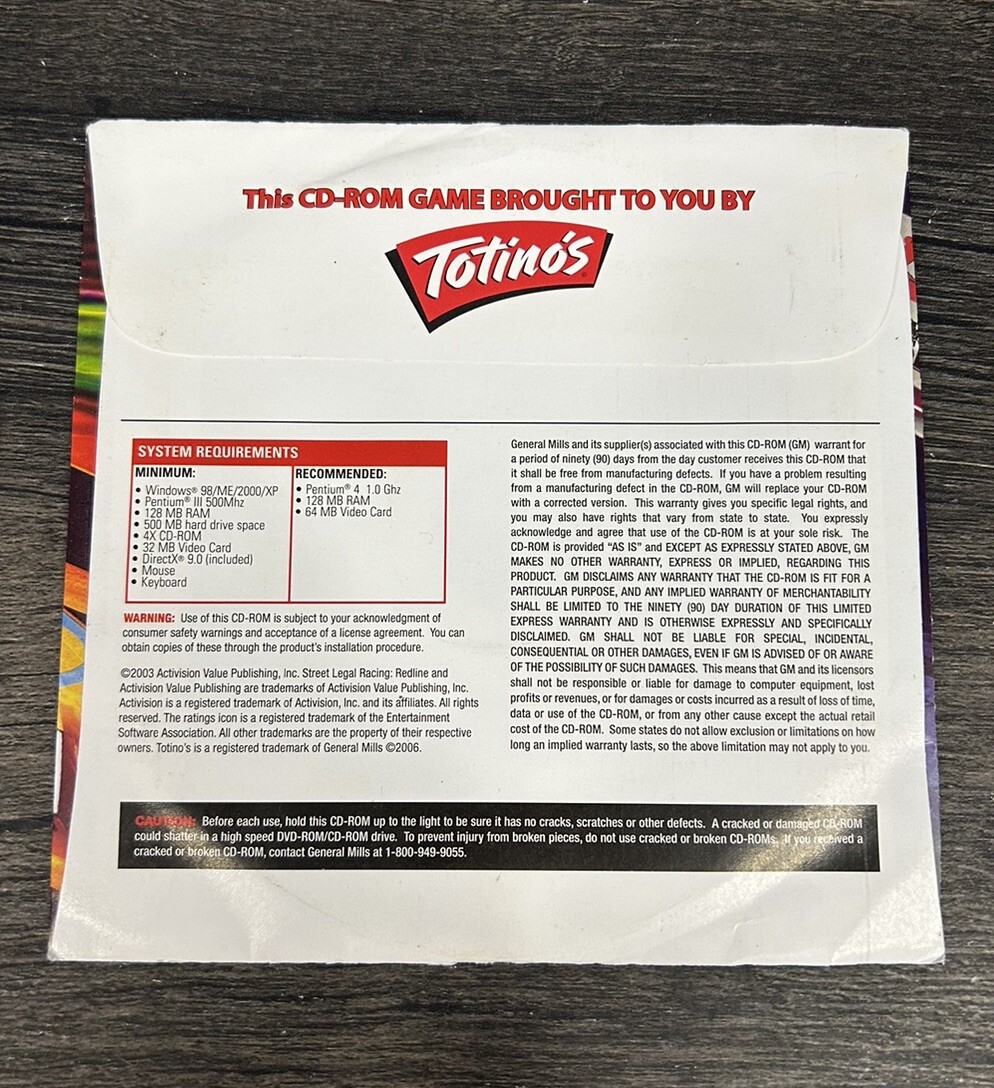 This CD-ROM GAME BROUGHT TO YOU BY
Totino's®
SYSTEM REQUIREMENTS
MINIMUM:
• Windows® 98/ME/2000/XP
• Pentium® III 500Mhz
• 128 MB RAM
• 500 MB hard drive space
• 4X CD-ROM
• 32 MB Video Card
• DirectX® 9.0 (included)
• Mouse
• Keyboard
RECOMMENDED:
• Pentium® 4 1.0 Ghz
• 128 MB RAM
• 64 MB Video Card
WARNING: Use of this CD-ROM is subject to your acknowledgment of
consumer safety warnings and acceptance of a license agreement. You can
obtain copies of these through the product's installation procedure.
©2003 Activision Value Publishing, Inc. Street Legal Racing: Redline and
Activision Value Publishing are trademarks of Activision Value Publishing, Inc.
Activision is a registered trademark of Activision, Inc. and its affiliates. All rights
reserved. The ratings icon is a registered trademark of the Entertainment
Software Association. All other trademarks are the property of their respective
owners. Totino's is a registered trademark of General Mills ©2006.
General Mills and its supplier(s) associated with this CD-ROM (GM) warrant for
a period of ninety (90) days from the day customer receives this CD-ROM that
it shall be free from manufacturing defects. If you have a problem resulting
from a manufacturing defect in the CD-ROM, GM will replace your CD-ROM
with a corrected version. This warranty gives you specific legal rights, and
you may also have rights that vary from state to state. You expressly
acknowledge and agree that use of the CD-ROM is at your sole risk. The
CD-ROM is provided “AS IS” and EXCEPT AS EXPRESSLY STATED ABOVE, GM
MAKES NO OTHER WARRANTY, EXPRESS OR IMPLIED, REGARDING THIS
PRODUCT. GM DISCLAIMS ANY WARRANTY THAT THE CD-ROM IS FIT FOR A
PARTICULAR PURPOSE, AND ANY IMPLIED WARRANTY OF MERCHANTABILITY
SHALL BE LIMITED TO THE NINETY (90) DAY DURATION OF THIS LIMITED
EXPRESS WARRANTY AND IS OTHERWISE EXPRESSLY AND SPECIFICALLY
DISCLAIMED. GM SHALL NOT BE LIABLE FOR SPECIAL, INCIDENTAL,
CONSEQUENTIAL OR OTHER DAMAGES, EVEN IF GM IS ADVISED OF OR AWARE
OF THE POSSIBILITY OF SUCH DAMAGES. This means that GM and its licensors
shall not be responsible or liable for damage to computer equipment, lost
profits or revenues, or for damages or costs incurred as a result of loss of time,
data or use of the CD-ROM, or from any other cause except the actual retail
cost of the CD-ROM. Some states do not allow exclusion or limitations on how
long an implied warranty lasts, so the above limitation may not apply to you.
CAUTION: Before each use, hold this CD-ROM up to the light to be sure it has no cracks, scratches or other defects. A cracked or damaged CD-ROM
could shatter in a high speed DVD-ROM/CD-ROM drive. To prevent injury from broken pieces, do not use cracked or broken CD-ROMs. If you received a
cracked or broken CD-ROM, contact General Mills at 1-800-949-9055.